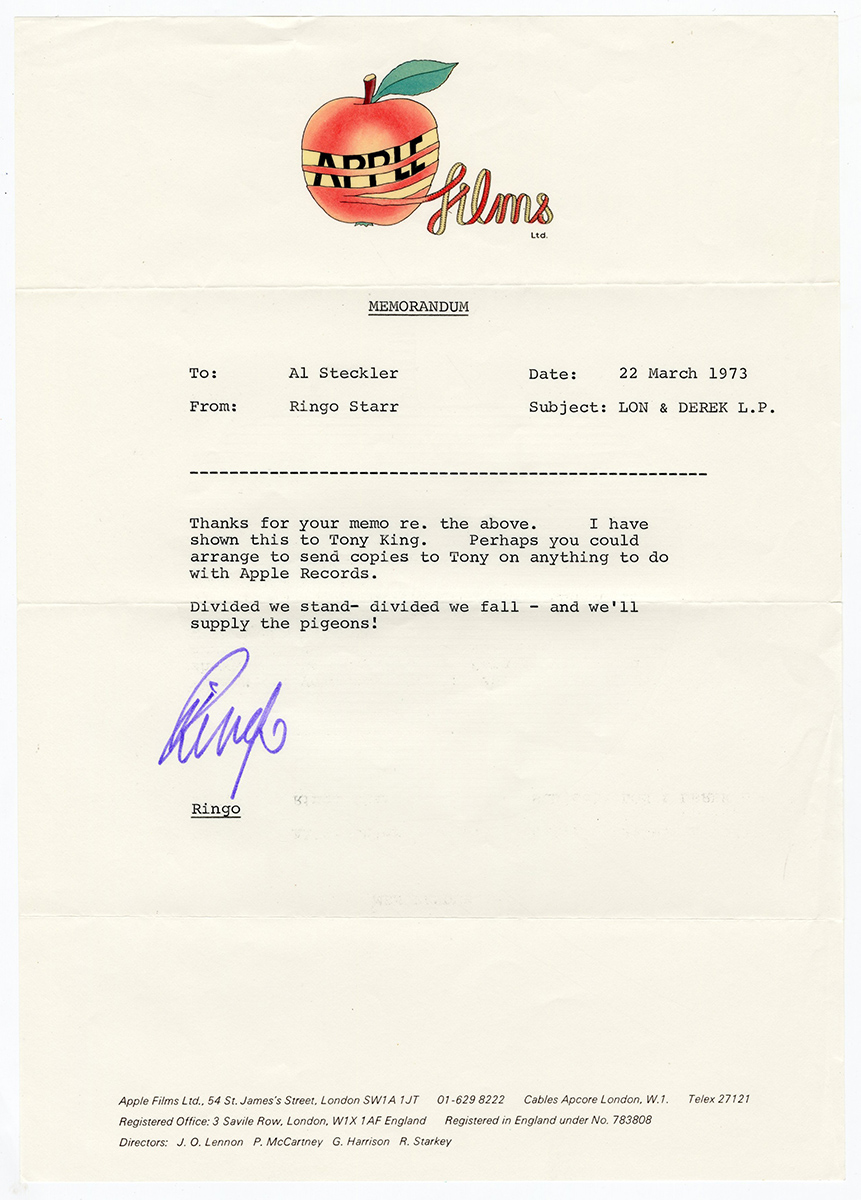 APPLE
films
Ltd.
MEMORANDUM
To: Al Steckler Date: 22 March 1973
From: Ringo Starr Subject: LON & DEREK L.P.
-----------------------------------------------------
Thanks for your memo re. the above. I have
shown this to Tony King. Perhaps you could
arrange to send copies to Tony on anything to do
with Apple Records.
Divided we stand- divided we fall - and we'll
supply the pigeons!
Ringo
Ringo
Apple Films Ltd., 54 St. James's Street, London SW1A 1JT 01-629 8222 Cables Apcore London, W.1. Telex 27121
Registered Office: 3 Savile Row, London, W1X 1AF England Registered in England under No. 783808
Directors: J. O. Lennon P. McCartney G. Harrison R. Starkey